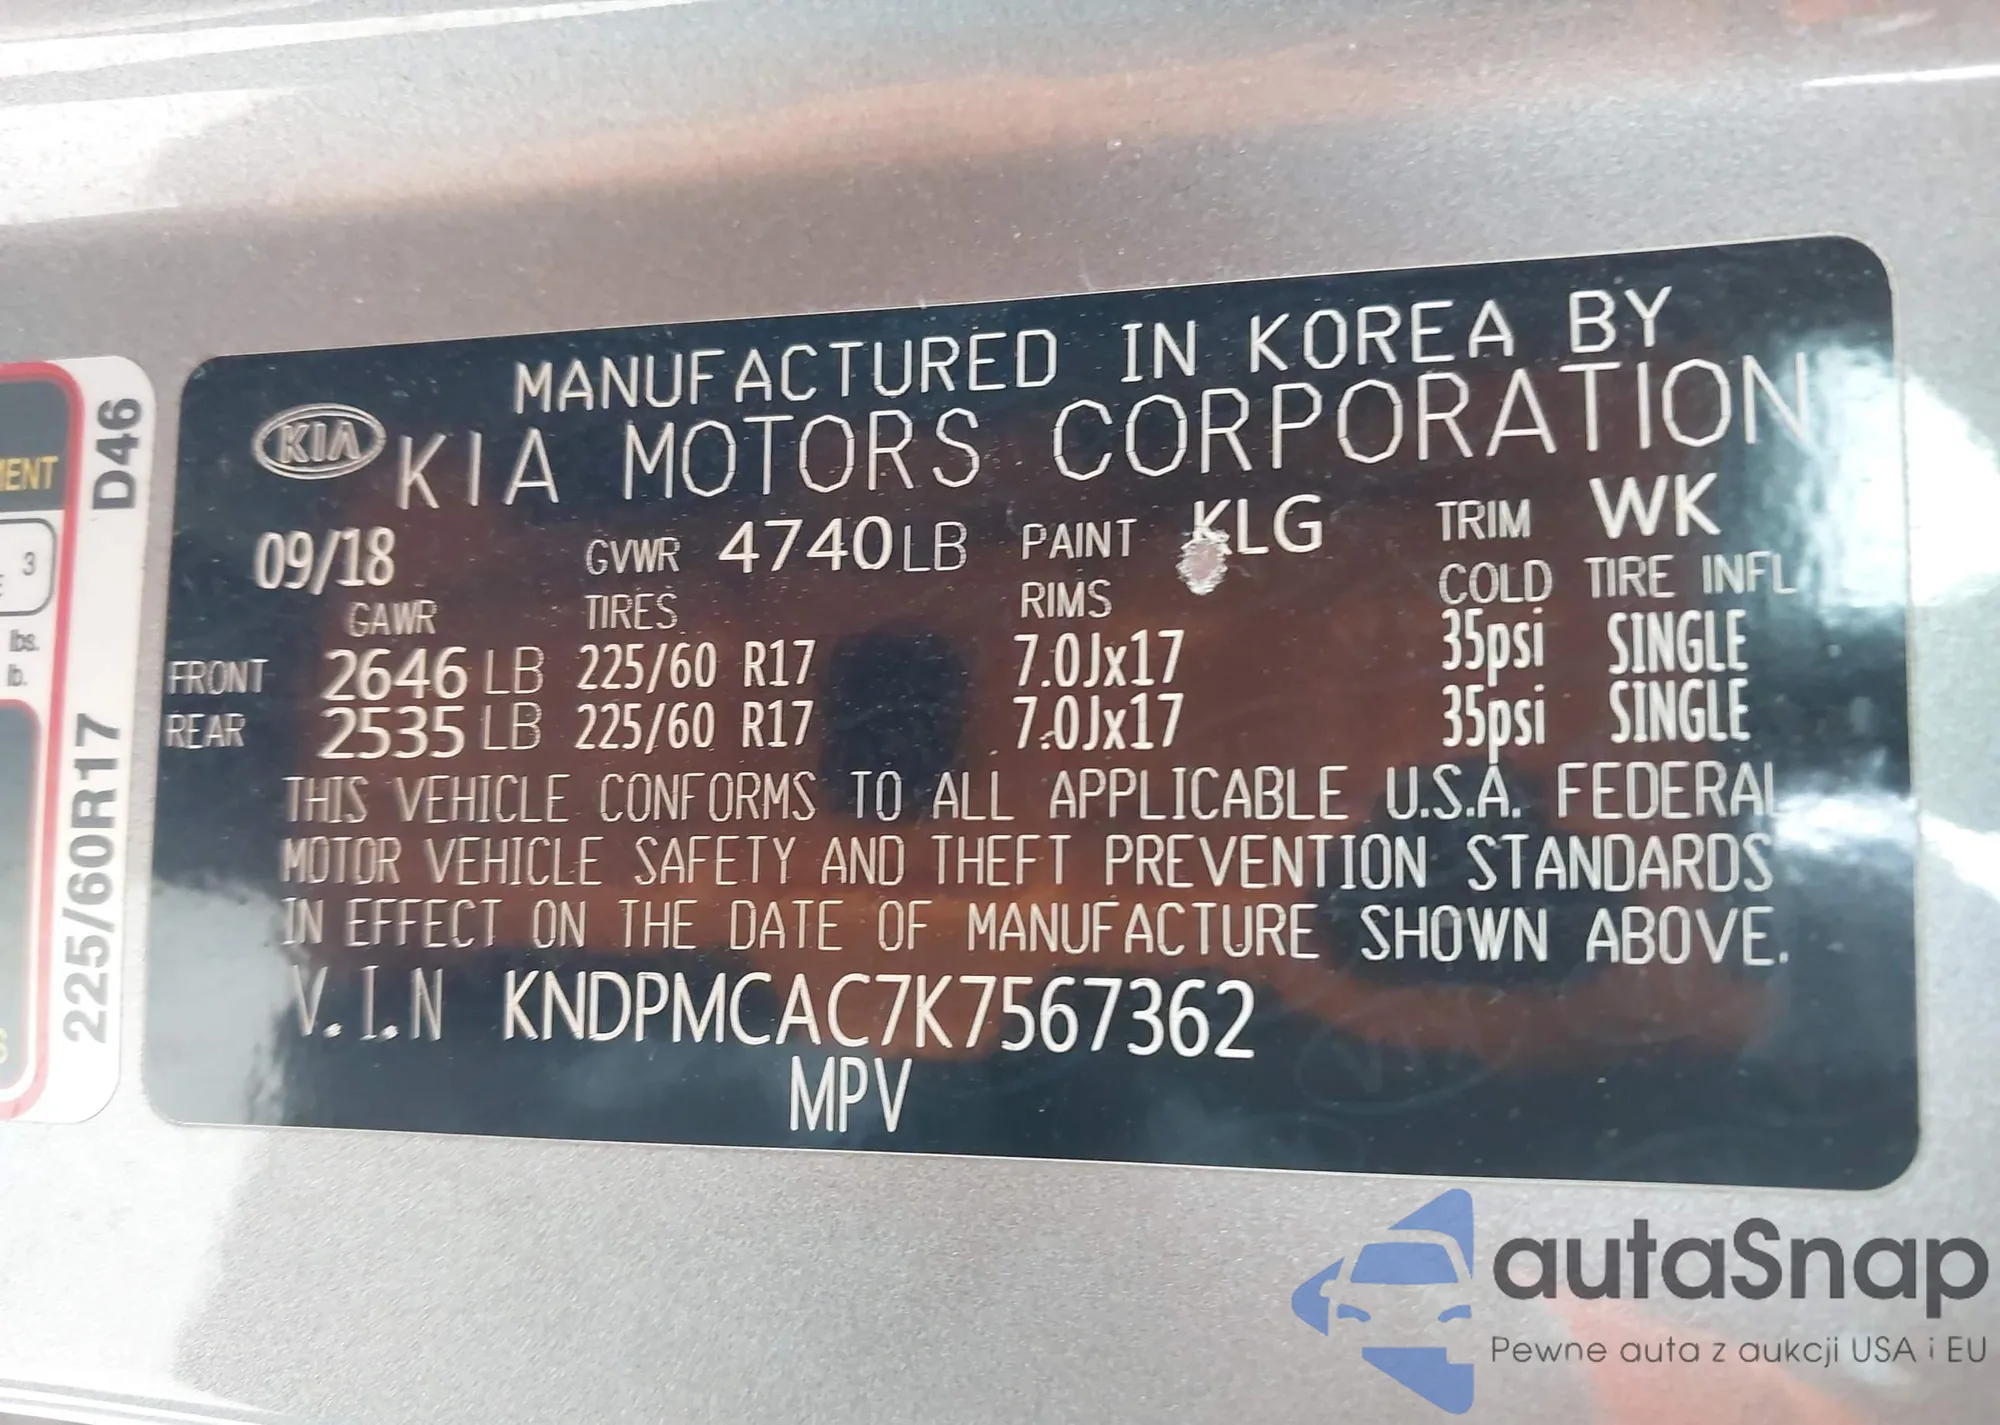 MANUFACTURED IN KOREA BY
KIA KIA MOTORS CORPORATION
09/18 GVWR 4740LB PAINT KLG TRIM WK
GAWR TIRES RIMS COLD TIRE INFL
FRONT 2646 LB 225/60 R17 7.0Jx17 35psi SINGLE
REAR 2535 LB 225/60 R17 7.0Jx17 35psi SINGLE
THIS VEHICLE CONFORMS TO ALL APPLICABLE U.S.A. FEDERAL
MOTOR VEHICLE SAFETY AND THEFT PREVENTION STANDARDS
IN EFFECT ON THE DATE OF MANUFACTURE SHOWN ABOVE.
V.I.N KNDPMCAC7K7567362
MPV
D46
225/60R17
3
lbs.
lb.
autaSnap
Pewne auta z aukcji USA i EU